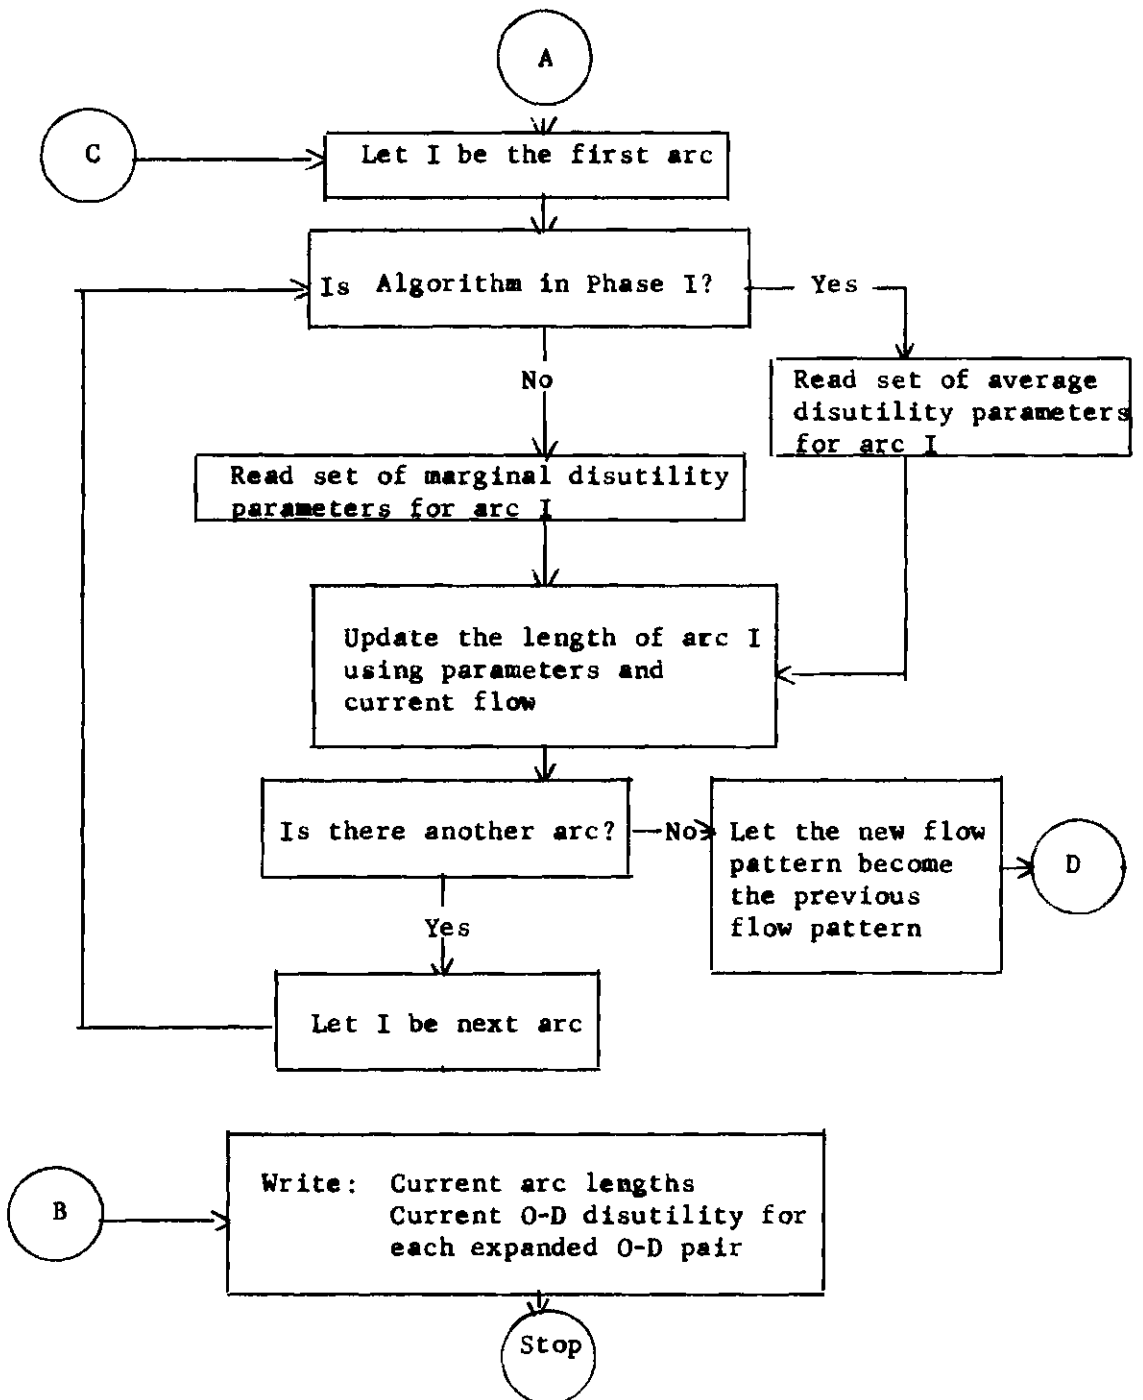 A
C
Let I be the first arc
Is Algorithm in Phase I?
Yes
No
Read set of average
disutility parameters
for arc I
Read set of marginal disutility
parameters for arc I
Update the length of arc I
using parameters and
current flow
Is there another arc?
No
Let the new flow
pattern become
the previous
flow pattern
D
Yes
Let I be next arc
B
Write: Current arc lengths
Current O-D disutility for
each expanded O-D pair
Stop